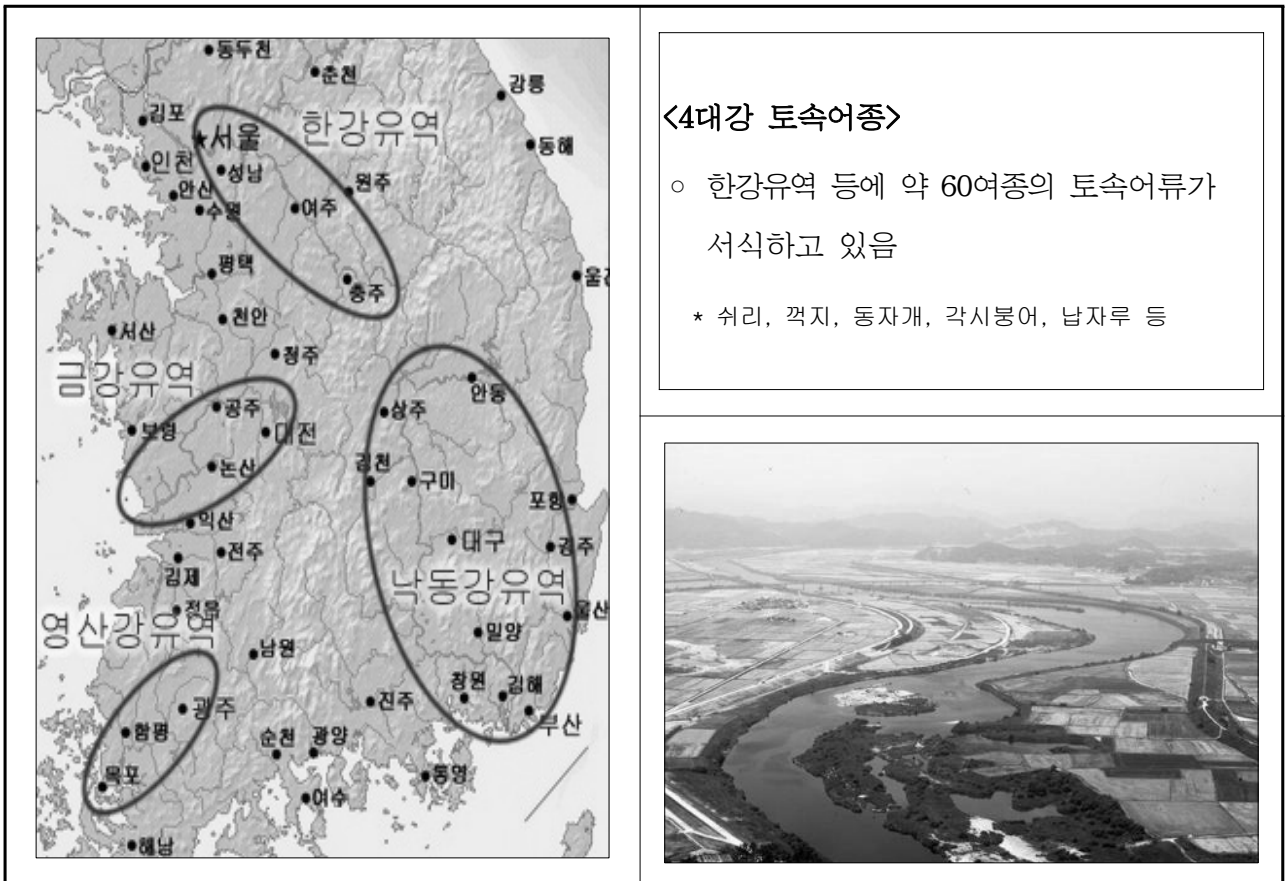 동두천
춘천
강릉
김포
★서울
한강유역
동해
인천
성남
원주
안산
수원
여주
평택
충주
울진
천안
서산
청주
금강유역
안동
공주
상주
보령
대전
논산
김천
구미
포항
익산
대구
경주
전주
김제
낙동강유역
정읍
울산
영산강유역
밀양
남원
창원
김해
진주
부산
광주
함평
순천
광양
목포
통영
여수
해남
<4대강 토속어종>
○ 한강유역 등에 약 60여종의 토속어류가
서식하고 있음
* 쉬리, 꺽지, 동자개, 각시붕어, 납자루 등